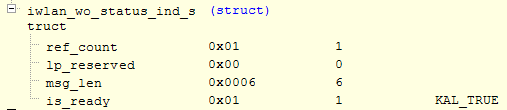 iwlan_wo_status_ind_s (struct)
truct
ref_count 0x01 1
lp_reserved 0x00 0
msg_len 0x0006 6
is_ready 0x01 1 KAL_TRUE